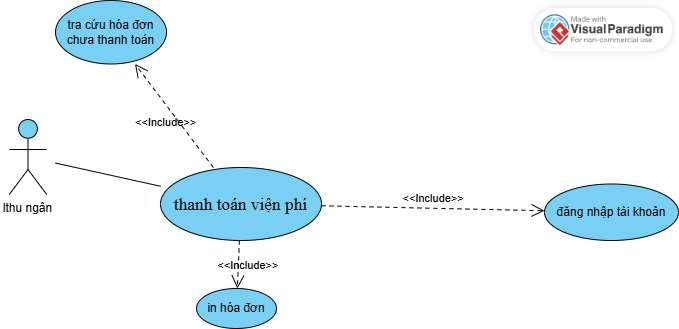 tra cứu hóa đơn
chưa thanh toán
Made with
Visual Paradigm
For non-commercial use
<<Include>>
lthu ngân
thanh toán viện phí
<<Include>>
đăng nhập tài khoản
<<Include>>
in hóa đơn